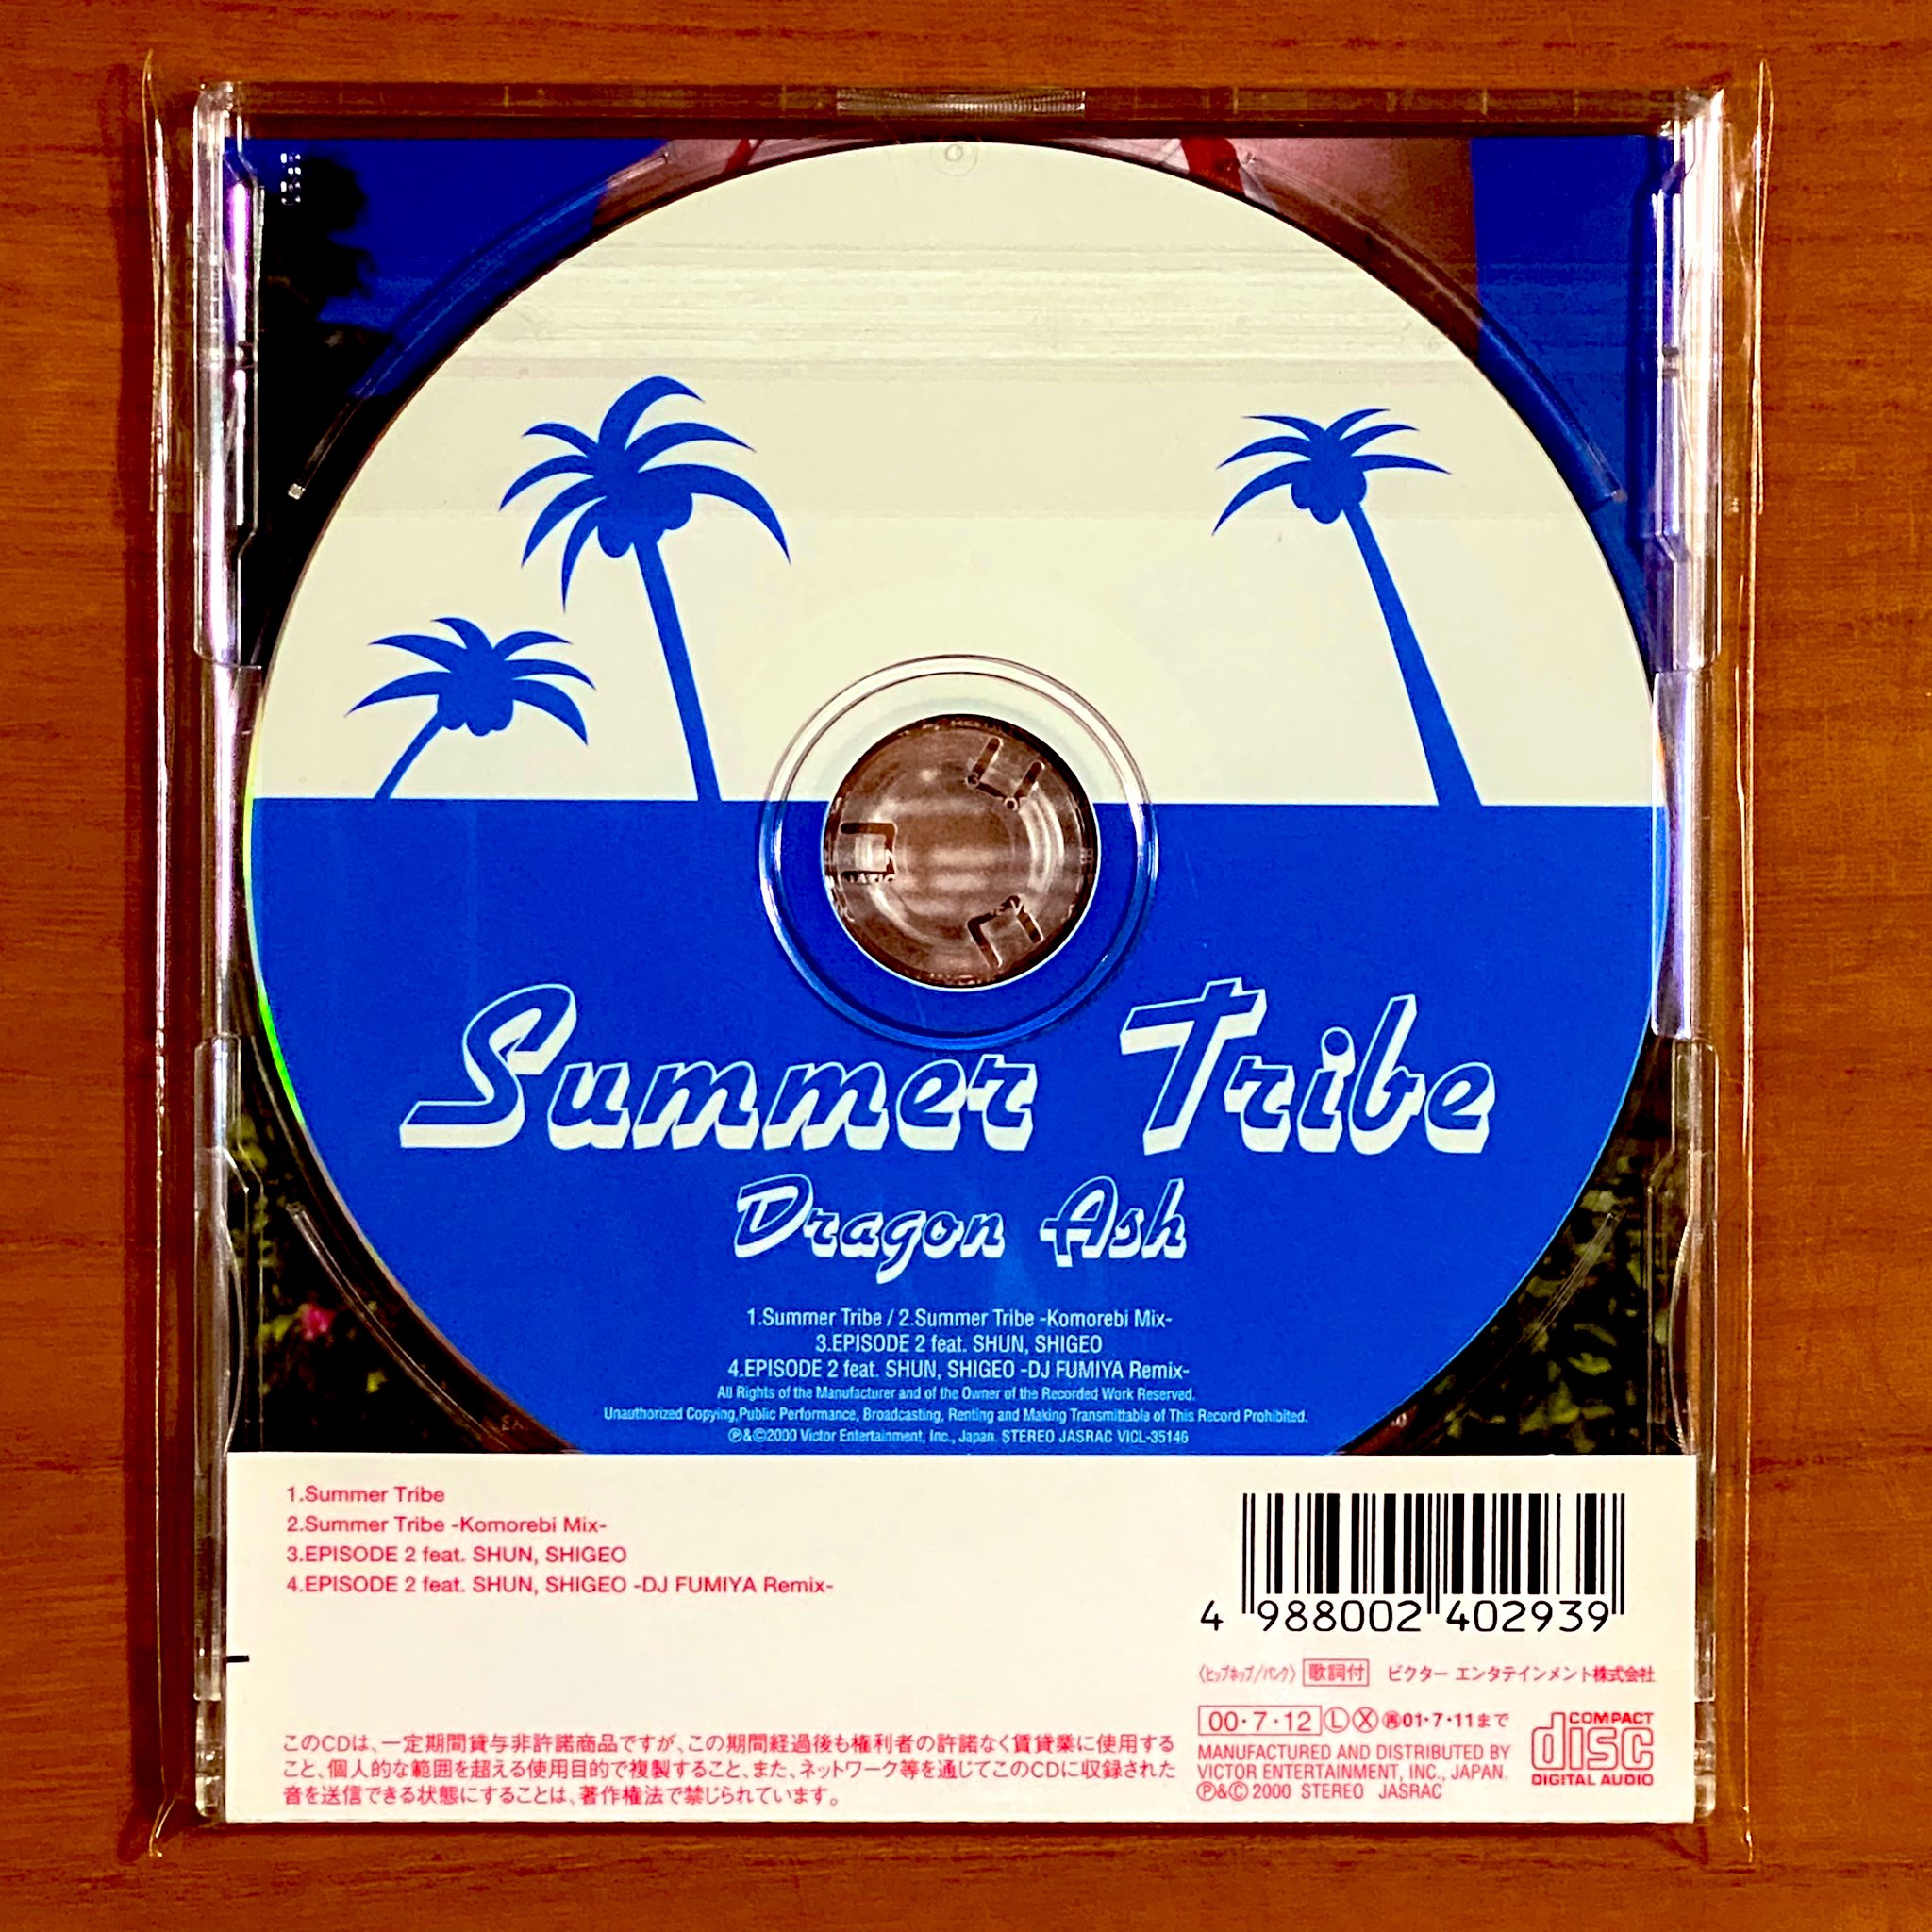 Summer Tribe
Dragon Ash
1.Summer Tribe / 2.Summer Tribe -Komorebi Mix-
3.EPISODE 2 feat. SHUN, SHIGEO
4.EPISODE 2 feat. SHUN, SHIGEO -DJ FUMIYA Remix-
All Rights of the Manufacturer and of the Owner of the Recorded Work Reserved.
Unauthorized Copying,Public Performance, Broadcasting, Renting and Making Transmittable of This Record Prohibited.
Ⓟ&Ⓒ2000 Victor Entertainment, Inc., Japan. STEREO JASRAC VICL-35146
1.Summer Tribe
2.Summer Tribe -Komorebi Mix-
3.EPISODE 2 feat. SHUN, SHIGEO
4.EPISODE 2 feat. SHUN, SHIGEO -DJ FUMIYA Remix-
4 988002 402939
〈ヒップホップ/パンク〉 歌詞付 ビクター エンタテインメント株式会社
00・7・12 Ⓛ Ⓧ ㊐01・7・11まで
MANUFACTURED AND DISTRIBUTED BY
VICTOR ENTERTAINMENT, INC., JAPAN.
Ⓟ&Ⓒ 2000 STEREO JASRAC
COMPACT
disc
DIGITAL AUDIO
このCDは、一定期間貸与非許諾商品ですが、この期間経過後も権利者の許諾なく賃貸業に使用する
こと、個人的な範囲を超える使用目的で複製すること、また、ネットワーク等を通じてこのCDに収録された
音を送信できる状態にすることは、著作権法で禁じられています。